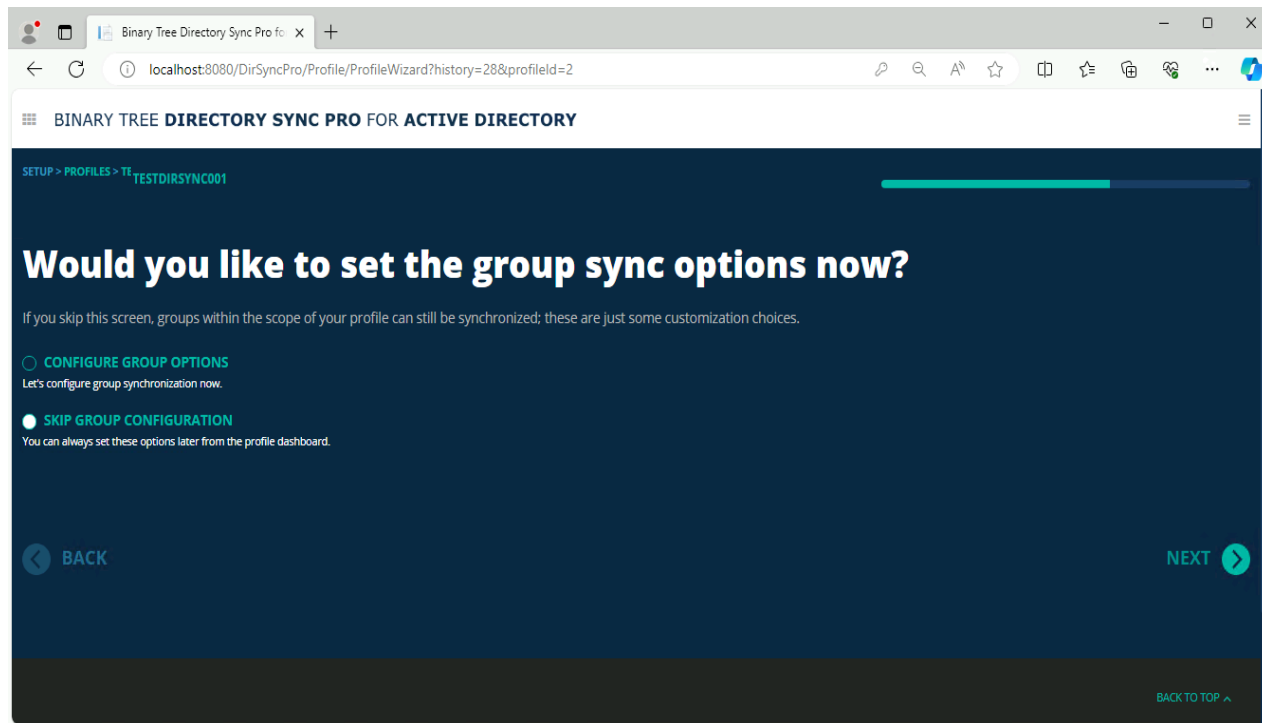 Binary Tree Directory Sync Pro fo
localhost:8080/DirSyncPro/Profile/ProfileWizard?history=28&profileId=2
BINARY TREE DIRECTORY SYNC PRO FOR ACTIVE DIRECTORY
SETUP > PROFILES > TE TESTDIRSYNC001
Would you like to set the group sync options now?
If you skip this screen, groups within the scope of your profile can still be synchronized; these are just some customization choices.
CONFIGURE GROUP OPTIONS
Let's configure group synchronization now.
SKIP GROUP CONFIGURATION
You can always set these options later from the profile dashboard.
BACK
NEXT
BACK TO TOP